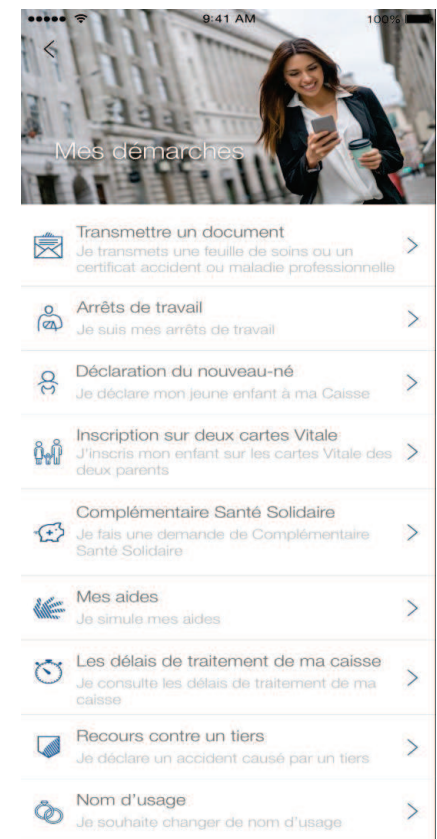 9:41 AM
100%
Mes démarches
Transmettre un document
Je transmets une feuille de soins ou un
certificat accident ou maladie professionnelle
Arrêts de travail
Je suis mes arrêts de travail
Déclaration du nouveau-né
Je déclare mon jeune enfant à ma Caisse
Inscription sur deux cartes Vitale
J'inscris mon enfant sur les cartes Vitale des
deux parents
Complémentaire Santé Solidaire
Je fais une demande de Complémentaire
Santé Solidaire
Mes aides
Je simule mes aides
Les délais de traitement de ma caisse
Je consulte les délais de traitement de ma
caisse
Recours contre un tiers
Je déclare un accident causé par un tiers
Nom d'usage
Je souhaite changer de nom d'usage